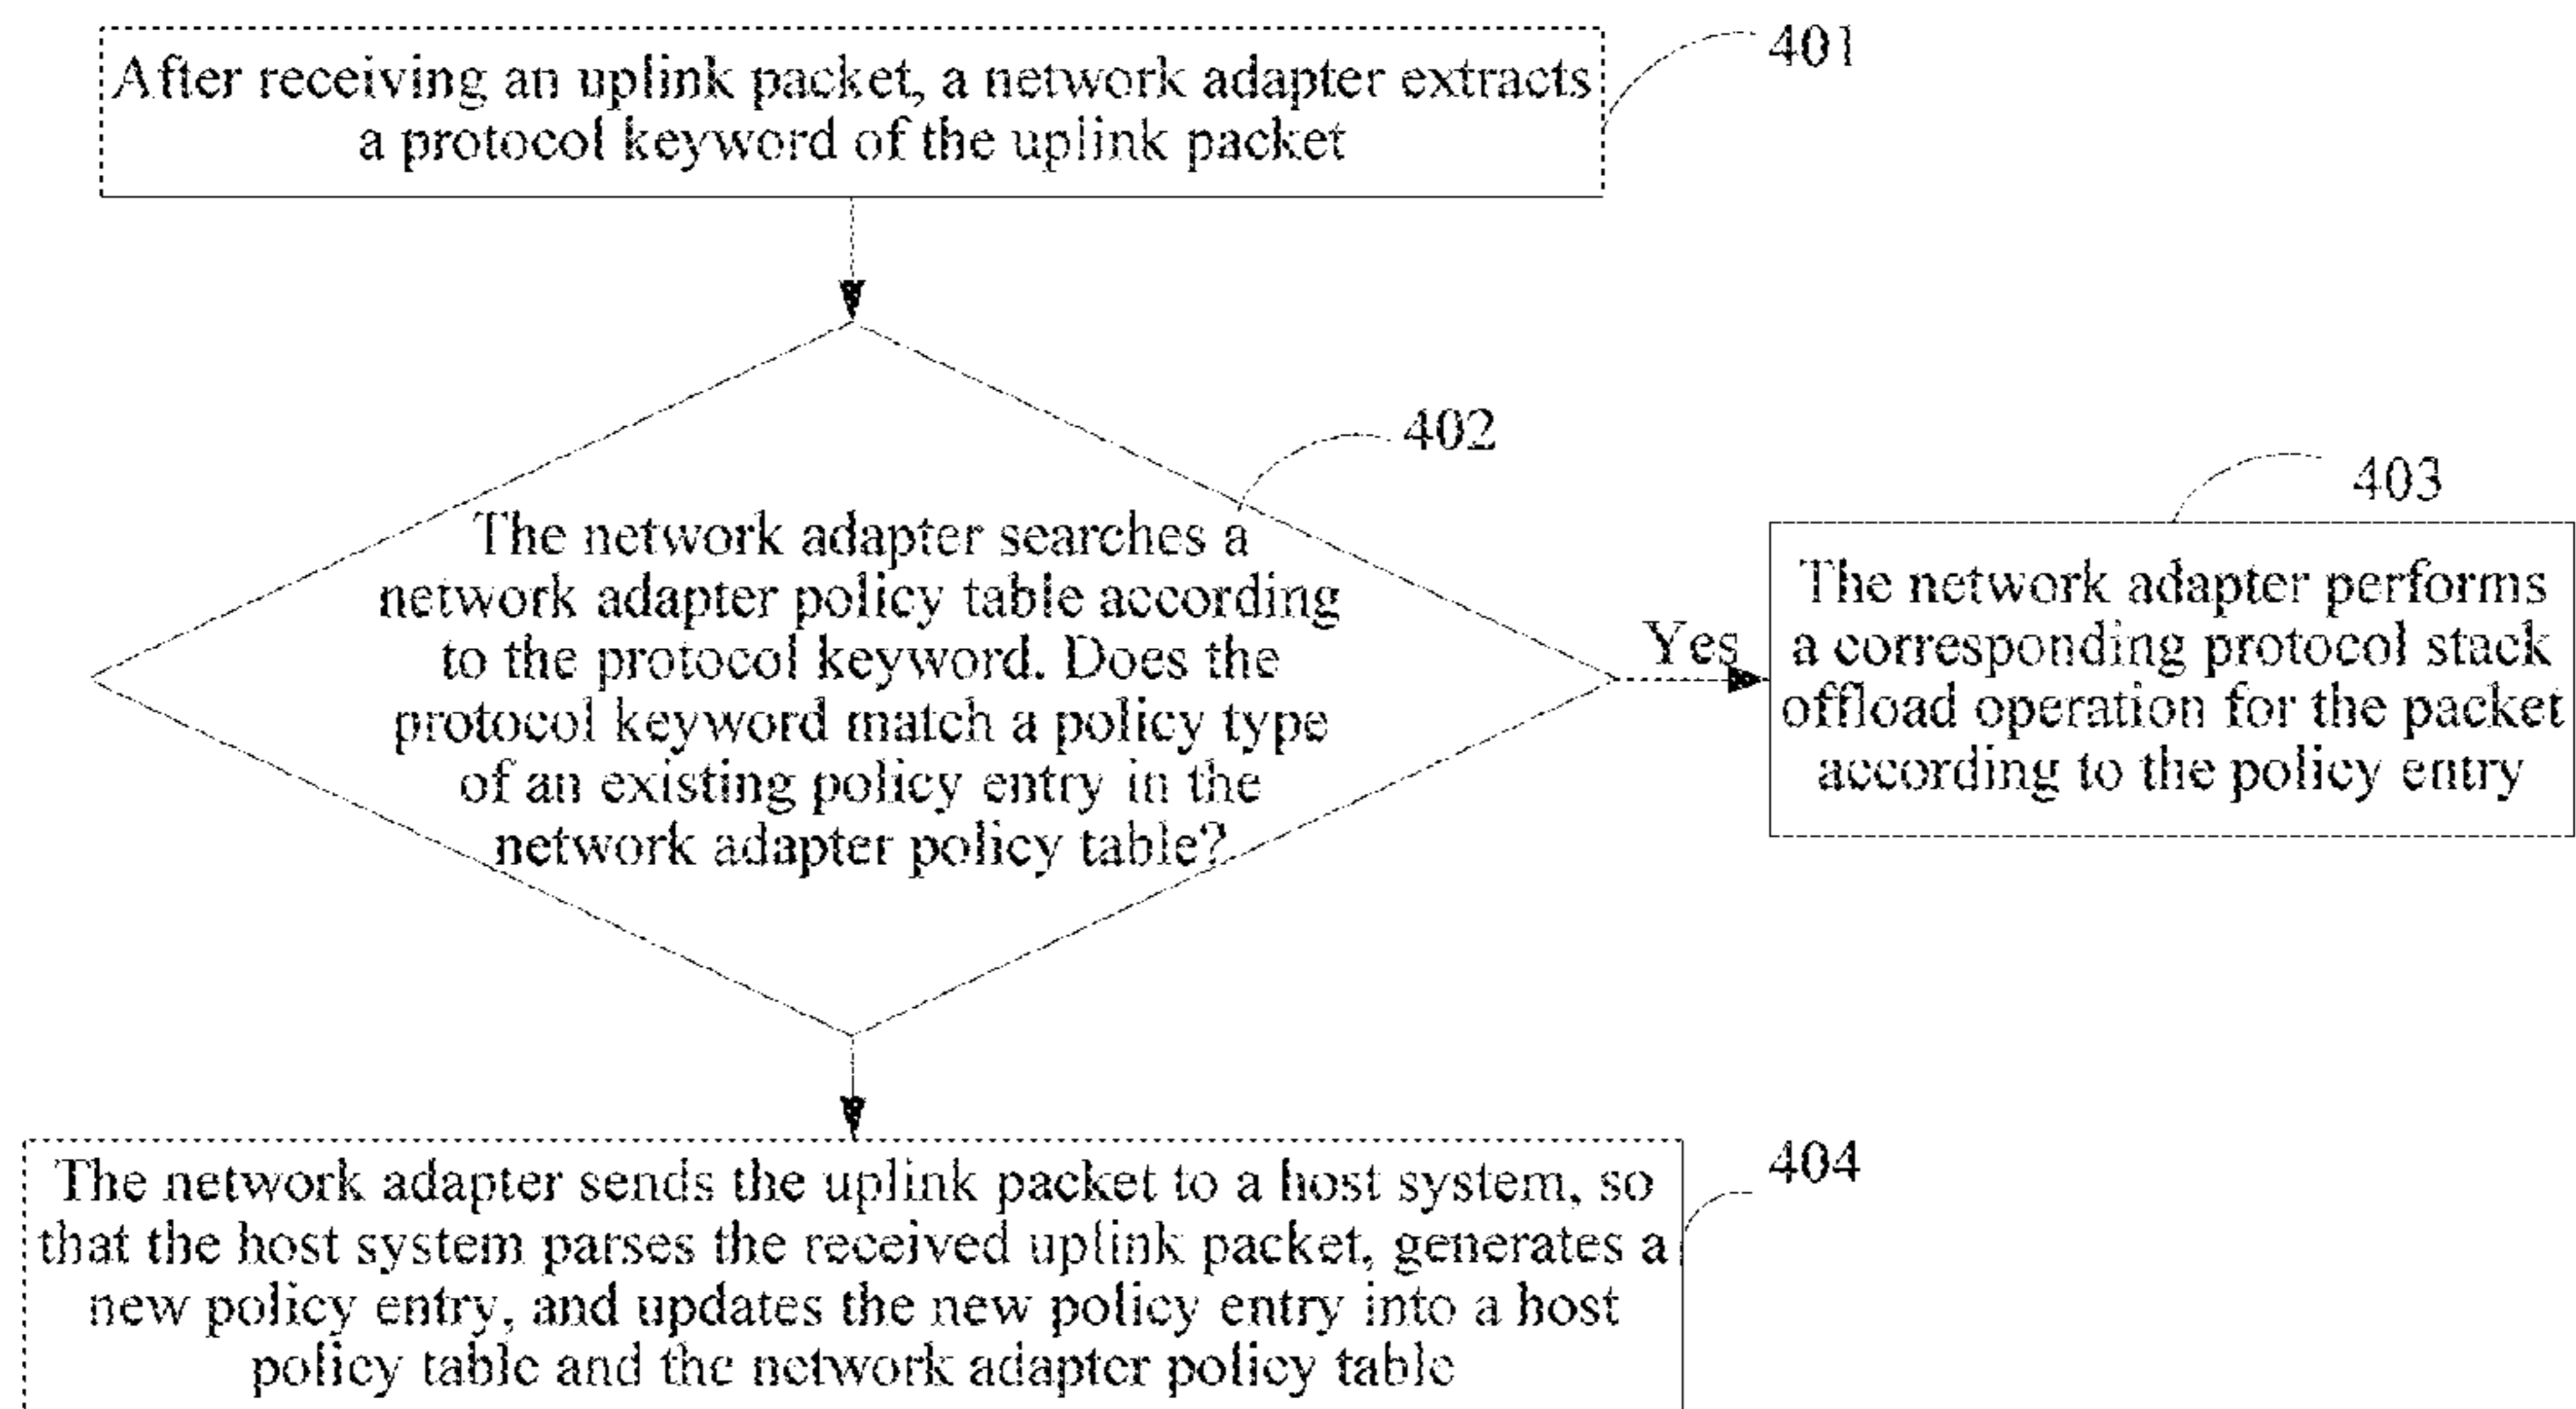 After receiving an uplink packet, a network adapter extracts
a protocol keyword of the uplink packet
401
402
The network adapter searches a
network adapter policy table according
to the protocol keyword. Does the
protocol keyword match a policy type
of an existing policy entry in the
network adapter policy table?
Yes
403
The network adapter performs
a corresponding protocol stack
offload operation for the packet
according to the policy entry
404
The network adapter sends the uplink packet to a host system, so
that the host system parses the received uplink packet, generates a
new policy entry, and updates the new policy entry into a host
policy table and the network adapter policy table